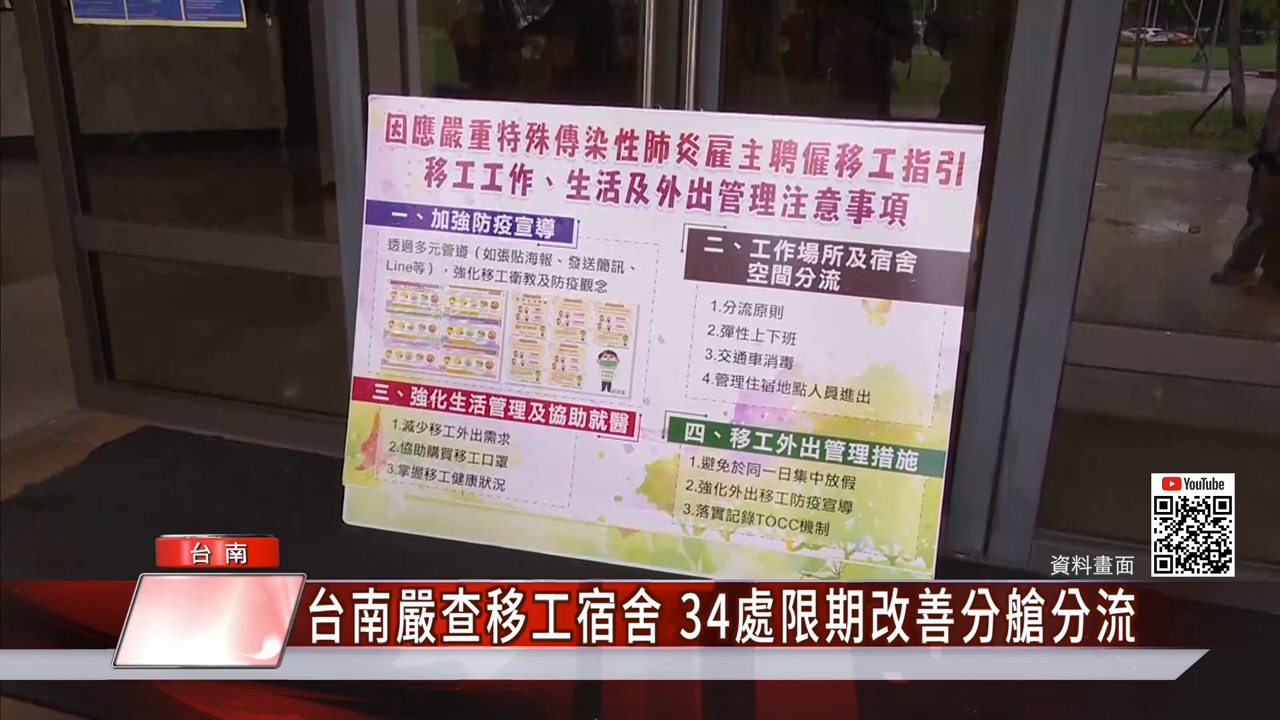 因應嚴重特殊傳染性肺炎雇主聘僱移工指引
移工工作、生活及外出管理注意事項
一、加強防疫宣導
透過多元管道（如張貼海報、發送簡訊、
Line等），強化移工衛教及防疫觀念
二、工作場所及宿舍
空間分流
1.分流原則
2.彈性上下班
3.交通車消毒
4.管理住宿地點人員進出
三、強化生活管理及協助就醫
1.減少移工外出需求
2.協助購買移工口罩
3.掌握移工健康狀況
四、移工外出管理措施
1.避免於同一日集中放假
2.強化外出移工防疫宣導
3.落實記錄TOCC機制
YouTube
資料畫面
台南
台南嚴查移工宿舍 34處限期改善分艙分流